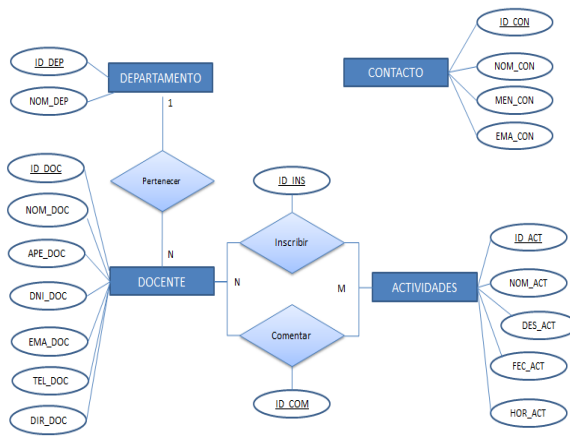 ID_DEP
DEPARTAMENTO
NOM_DEP
1
Pertenecer
N
ID_CON
CONTACTO
NOM_CON
MEN_CON
EMA_CON
ID_DOC
NOM_DOC
APE_DOC
DNI_DOC
EMA_DOC
TEL_DOC
DIR_DOC
DOCENTE
N
ID_INS
Inscribir
M
Comentar
ID_COM
ACTIVIDADES
ID_ACT
NOM_ACT
DES_ACT
FEC_ACT
HOR_ACT